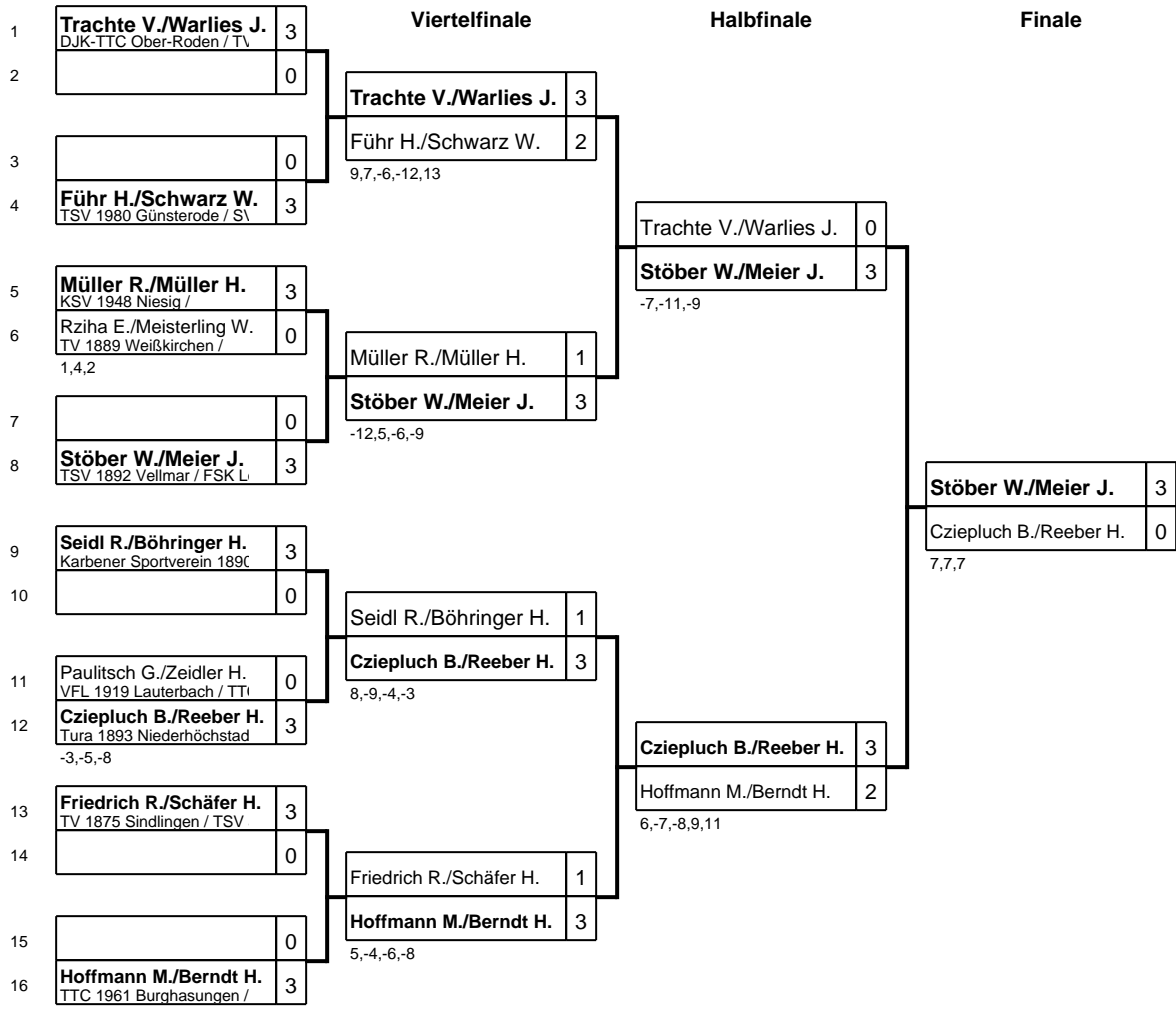 Viertelfinale
Halbfinale
Finale
1
Trachte V./Warlies J. 3
DJK-TTC Ober-Roden / TV
2
0
3
0
4
Führ H./Schwarz W. 3
TSV 1980 Günsterode / SV
5
Müller R./Müller H. 3
KSV 1948 Niesig /
6
Rziha E./Meisterling W. 0
TV 1889 Weißkirchen /
1,4,2
7
0
8
Stöber W./Meier J. 3
TSV 1892 Vellmar / FSK
9
Seidl R./Böhringer H. 3
Karbener Sportverein 1890
10
0
11
Paulitsch G./Zeidler H. 0
VFL 1919 Lauterbach /
12
Cziepluch B./Reeber H. 3
Tura 1893 Niederhöchstad
-3,-5,-8
13
Friedrich R./Schäfer H. 3
TV 1875 Sindlingen / TSV
14
0
15
0
16
Hoffmann M./Berndt H. 3
TTC 1961 Burghasungen /
Trachte V./Warlies J. 3
Führ H./Schwarz W. 2
9,7,-6,-12,13
Müller R./Müller H. 1
Stöber W./Meier J. 3
-12,5,-6,-9
Seidl R./Böhringer H. 1
Cziepluch B./Reeber H. 3
8,-9,-4,-3
Friedrich R./Schäfer H. 1
Hoffmann M./Berndt H. 3
5,-4,-6,-8
Trachte V./Warlies J. 0
Stöber W./Meier J. 3
-7,-11,-9
Cziepluch B./Reeber H. 3
Hoffmann M./Berndt H. 2
6,-7,-8,9,11
Stöber W./Meier J. 3
Cziepluch B./Reeber H. 0
7,7,7